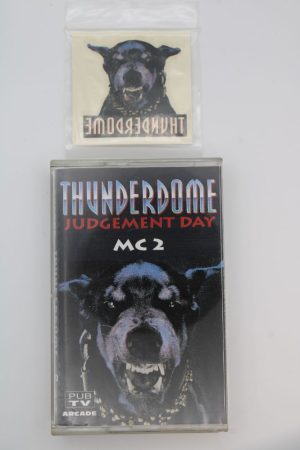 THUNDERDOME
THUNDERDOME
JUDGEMENT DAY
MC 2
PUB
TV
ARCADE